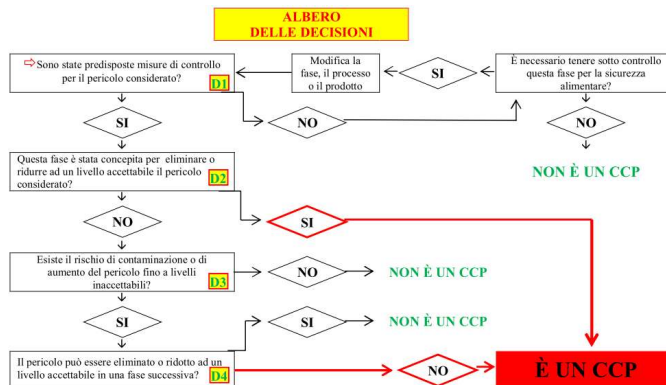 ALBERO
DELLE DECISIONI
⇨Sono state predisposte misure di controllo
per il pericolo considerato?
D1
Modifica la
fase, il processo
o il prodotto
SI
È necessario tenere sotto controllo
questa fase per la sicurezza
alimentare?
SI
NO
NO
Questa fase è stata concepita per eliminare o
ridurre ad un livello accettabile il pericolo
considerato?
D2
NON È UN CCP
NO
SI
Esiste il rischio di contaminazione o di
aumento del pericolo fino a livelli
inaccettabili?
D3
NO
NON È UN CCP
SI
SI
NON È UN CCP
Il pericolo può essere eliminato o ridotto ad un
livello accettabile in una fase successiva?
D4
NO
È UN CCP